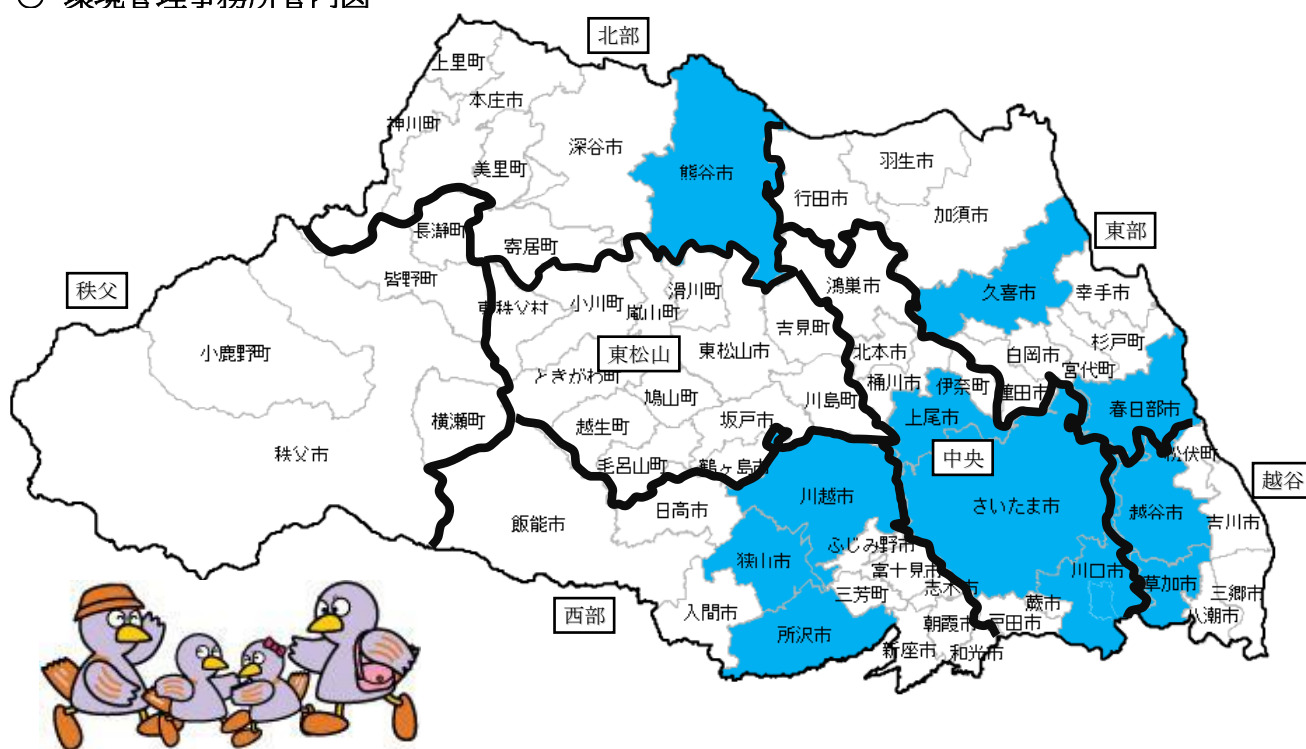 ○ 環境管理事務所管内図
北部
上里町
本庄市
神川町
深谷市
美里町
熊谷市
羽生市
行田市
加須市
長瀞町
寄居町
東部
秩父
皆野町
鴻巣市
久喜市
幸手市
東秩父村
小川町
滑川町
嵐山町
吉見町
杉戸町
小鹿野町
東松山
東松山市
北本市
白岡市
宮代町
ときがわ町
桶川市
伊奈町
蓮田市
鳩山町
川島町
春日部市
横瀬町
越生町
坂戸市
上尾市
秩父市
毛呂山町
鶴ヶ島市
中央
松伏町
越谷
川越市
さいたま市
越谷市
吉川市
飯能市
日高市
ふじみ野市
狭山市
富士見市
川口市
志木市
草加市
三芳町
三郷市
入間市
蕨市
西部
所沢市
朝霞市
戸田市
八潮市
新座市
和光市